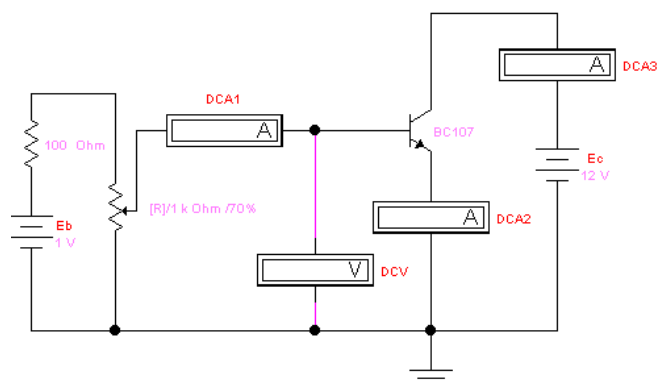 A
DCA3
DCA1
A
BC107
100 Ohm
Ec
12 V
[R]/1 k Ohm /70%
A
DCA2
Eb
1 V
V
DCV